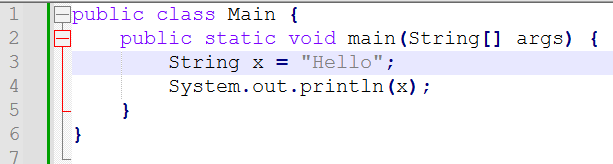 1 public class Main {
2     public static void main(String[] args) {
3         String x = "Hello";
4         System.out.println(x);
5     }
6 }
7